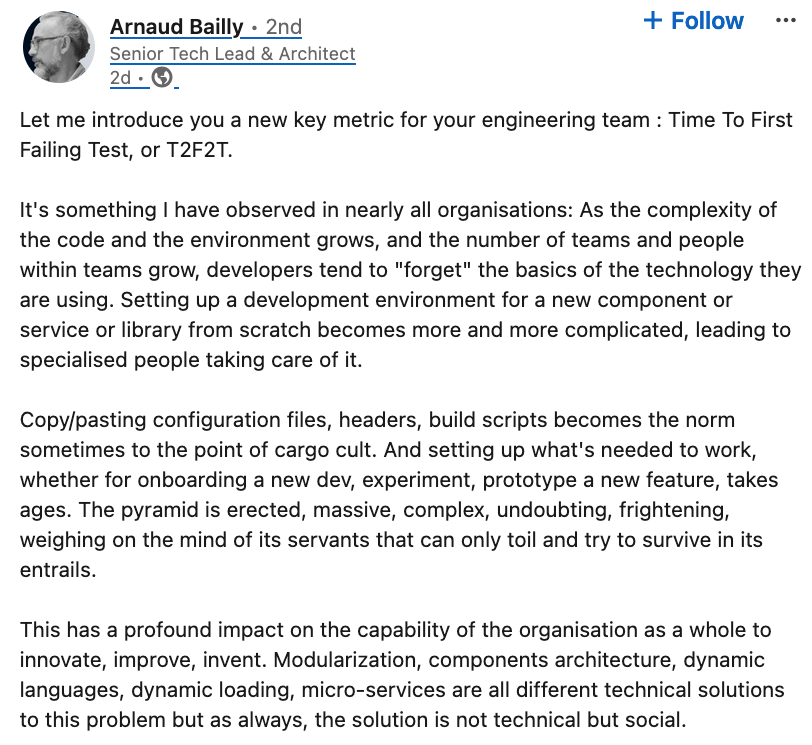 Arnaud Bailly • 2nd
+ Follow
Senior Tech Lead & Architect
2d •
Let me introduce you a new key metric for your engineering team : Time To First
Failing Test, or T2F2T.
It's something I have observed in nearly all organisations: As the complexity of
the code and the environment grows, and the number of teams and people
within teams grow, developers tend to "forget" the basics of the technology they
are using. Setting up a development environment for a new component or
service or library from scratch becomes more and more complicated, leading to
specialised people taking care of it.
Copy/pasting configuration files, headers, build scripts becomes the norm
sometimes to the point of cargo cult. And setting up what's needed to work,
whether for onboarding a new dev, experiment, prototype a new feature, takes
ages. The pyramid is erected, massive, complex, undoubting, frightening,
weighing on the mind of its servants that can only toil and try to survive in its
entrails.
This has a profound impact on the capability of the organisation as a whole to
innovate, improve, invent. Modularization, components architecture, dynamic
languages, dynamic loading, micro-services are all different technical solutions
to this problem but as always, the solution is not technical but social.